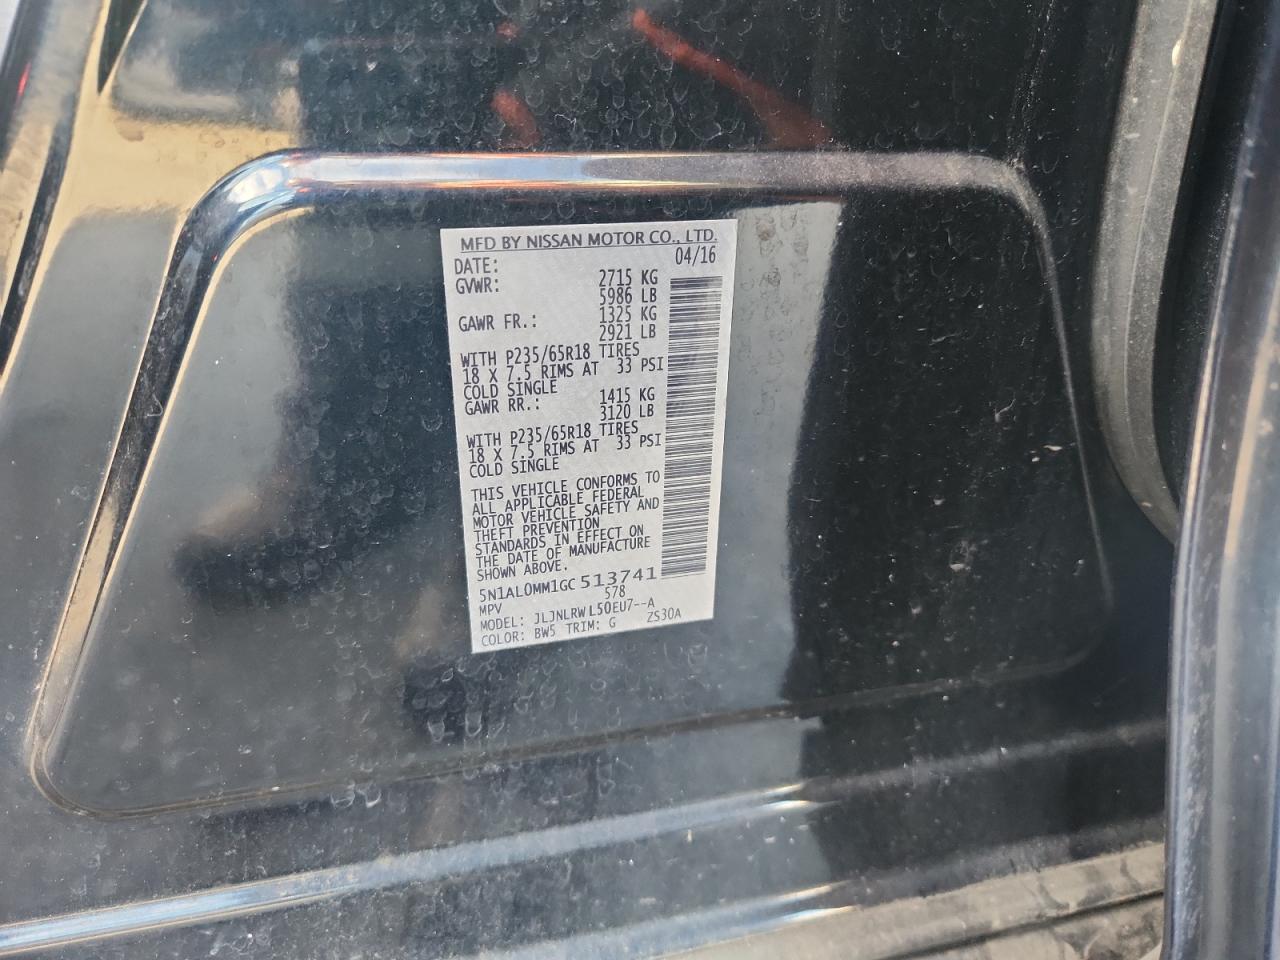 MFD BY NISSAN MOTOR CO., LTD.
DATE: 04/16
GVWR: 2715 KG
5986 LB
GAWR FR.: 1325 KG
2921 LB
WITH P235/65R18 TIRES
18 X 7.5 RIMS AT 33 PSI
COLD SINGLE
GAWR RR.: 1415 KG
3120 LB
WITH P235/65R18 TIRES
18 X 7.5 RIMS AT 33 PSI
COLD SINGLE
THIS VEHICLE CONFORMS TO
ALL APPLICABLE FEDERAL
MOTOR VEHICLE SAFETY AND
THEFT PREVENTION
STANDARDS IN EFFECT ON
THE DATE OF MANUFACTURE
SHOWN ABOVE.
5N1AL0MM1GC513741
MPV 578
MODEL: JLJNLRWL50EU7--A
COLOR: BW5 TRIM: G ZS30A